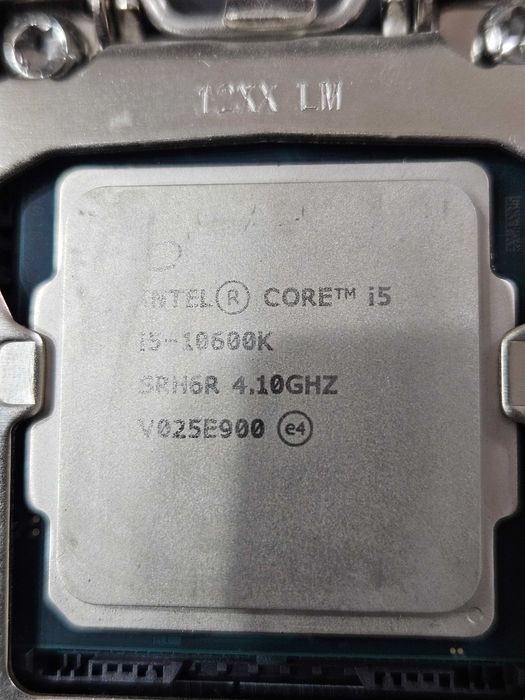 12XX LM
INTEL® CORE™ i5
i5-10600K
SRH6R 4.10GHZ
V025E900 e4